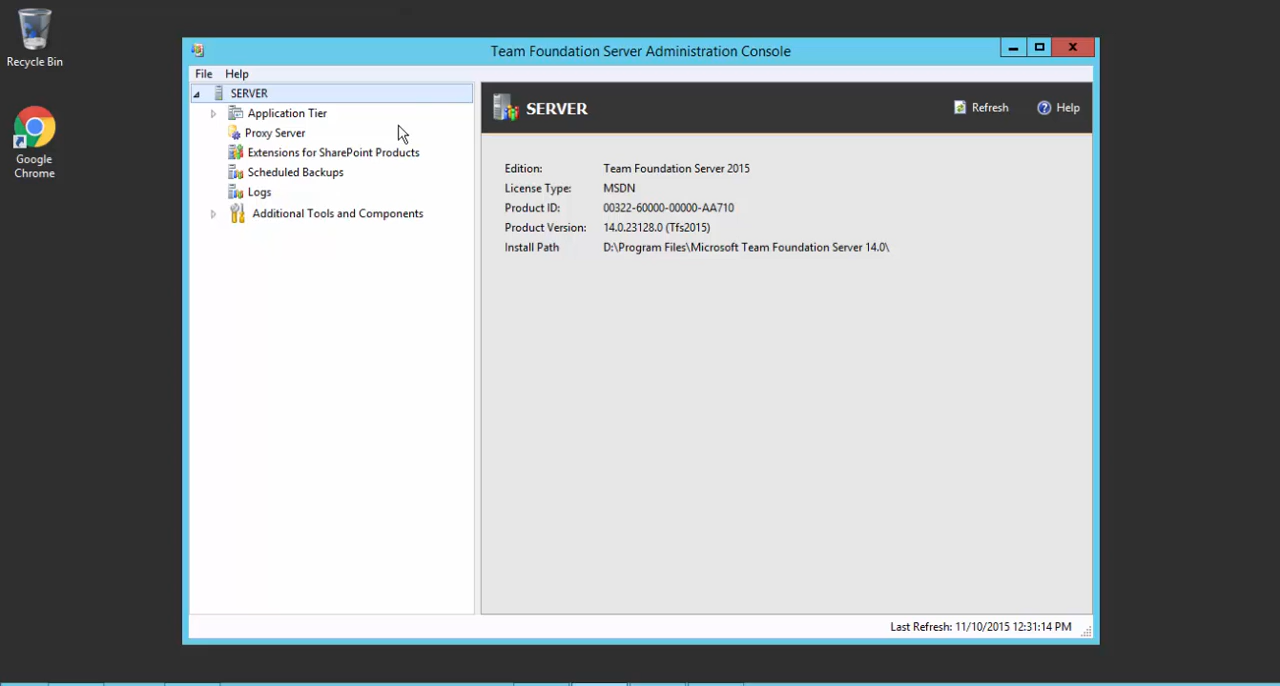 Recycle Bin
Google
Chrome
Team Foundation Server Administration Console
File Help
SERVER
Application Tier
Proxy Server
Extensions for SharePoint Products
Scheduled Backups
Logs
Additional Tools and Components
SERVER
Refresh Help
Edition: Team Foundation Server 2015
License Type: MSDN
Product ID: 00322-60000-00000-AA710
Product Version: 14.0.23128.0 (Tfs2015)
Install Path D:\Program Files\Microsoft Team Foundation Server 14.0\
Last Refresh: 11/10/2015 12:31:14 PM